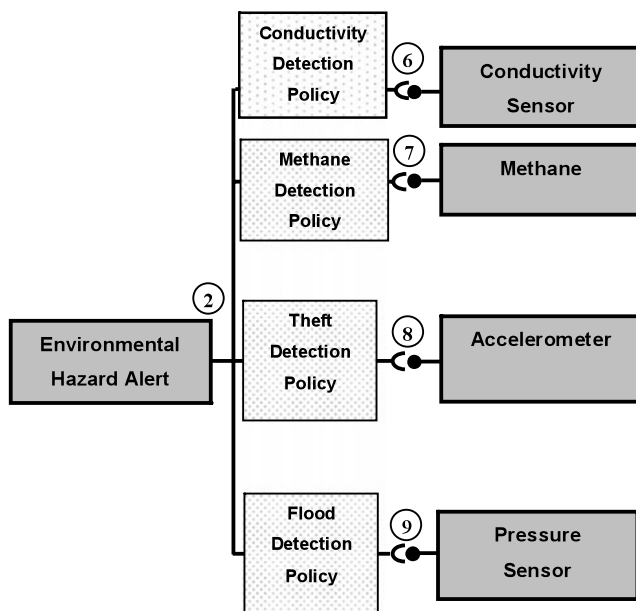 Conductivity
Detection
Policy
6
Conductivity
Sensor
Methane
Detection
Policy
7
Methane
2
Environmental
Hazard Alert
Theft
Detection
Policy
8
Accelerometer
Flood
Detection
Policy
9
Pressure
Sensor